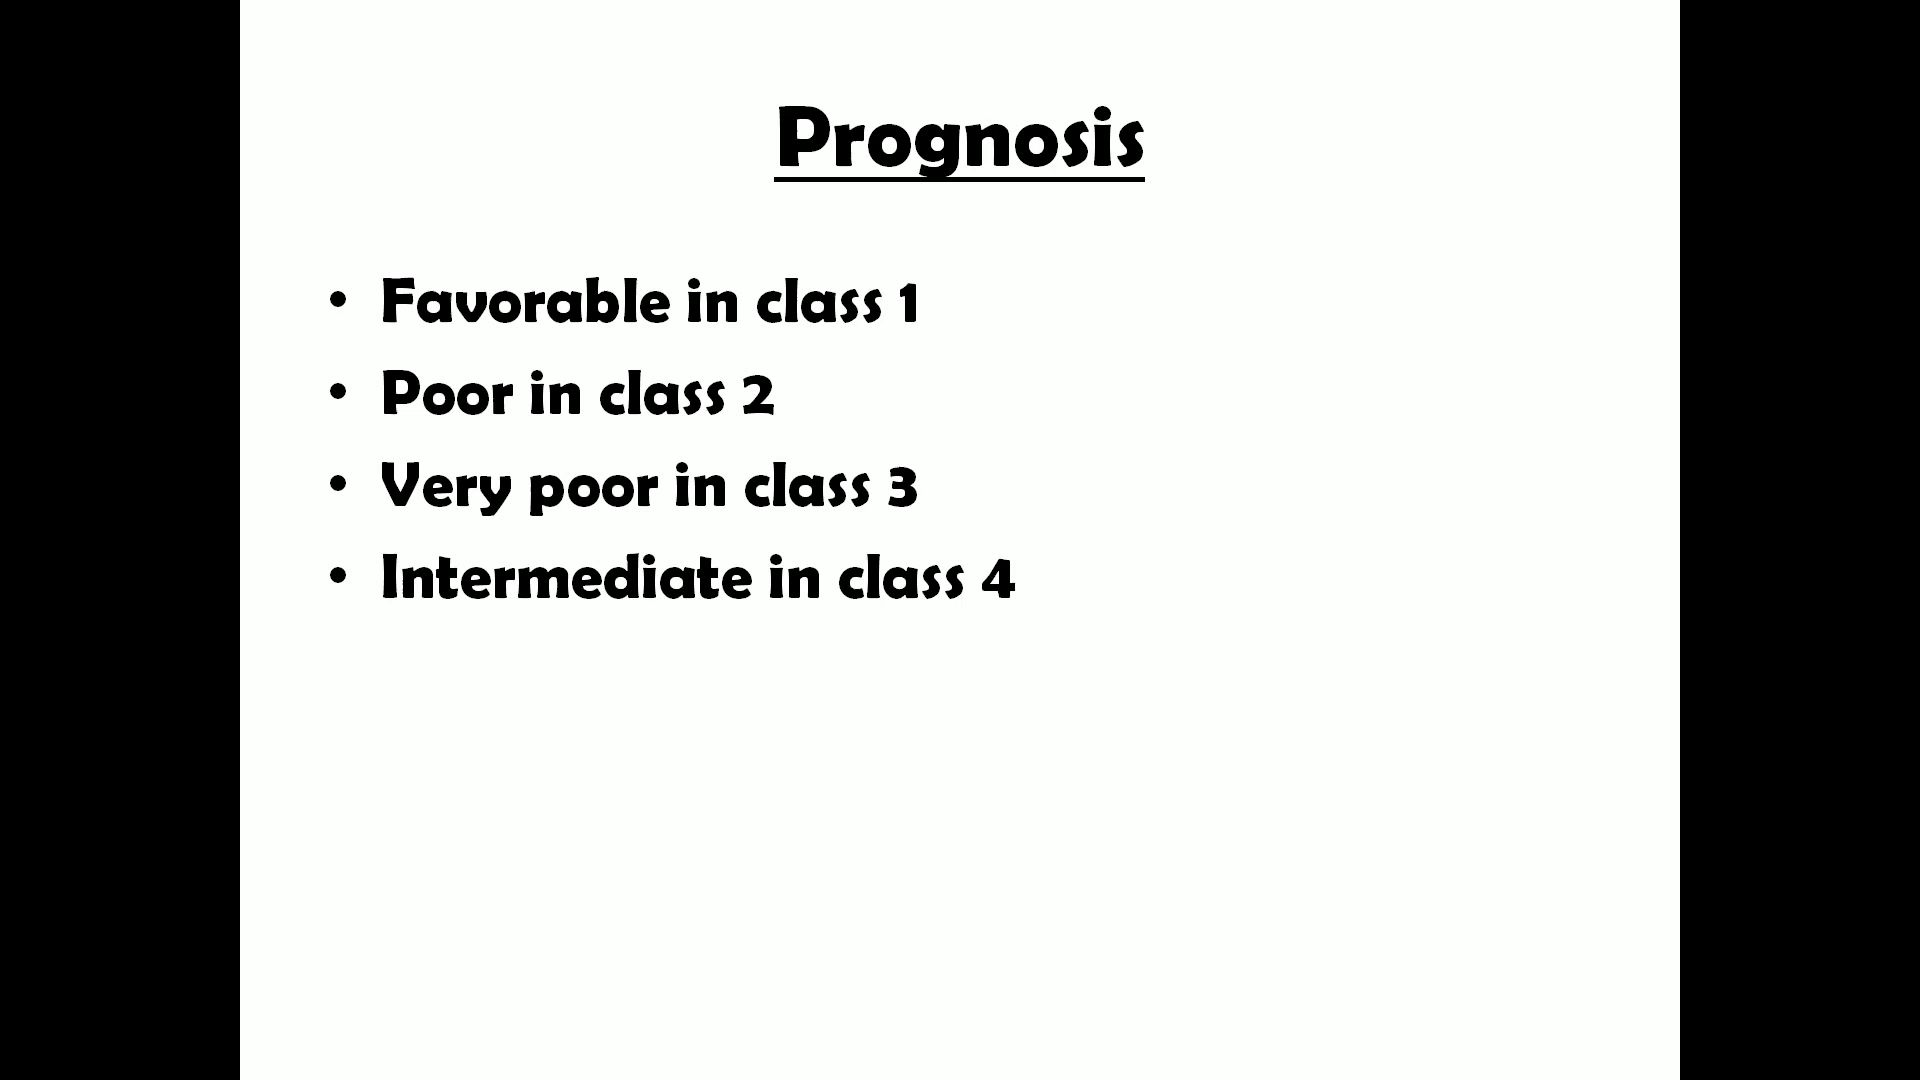 Prognosis
• Favorable in class 1
• Poor in class 2
• Very poor in class 3
• Intermediate in class 4